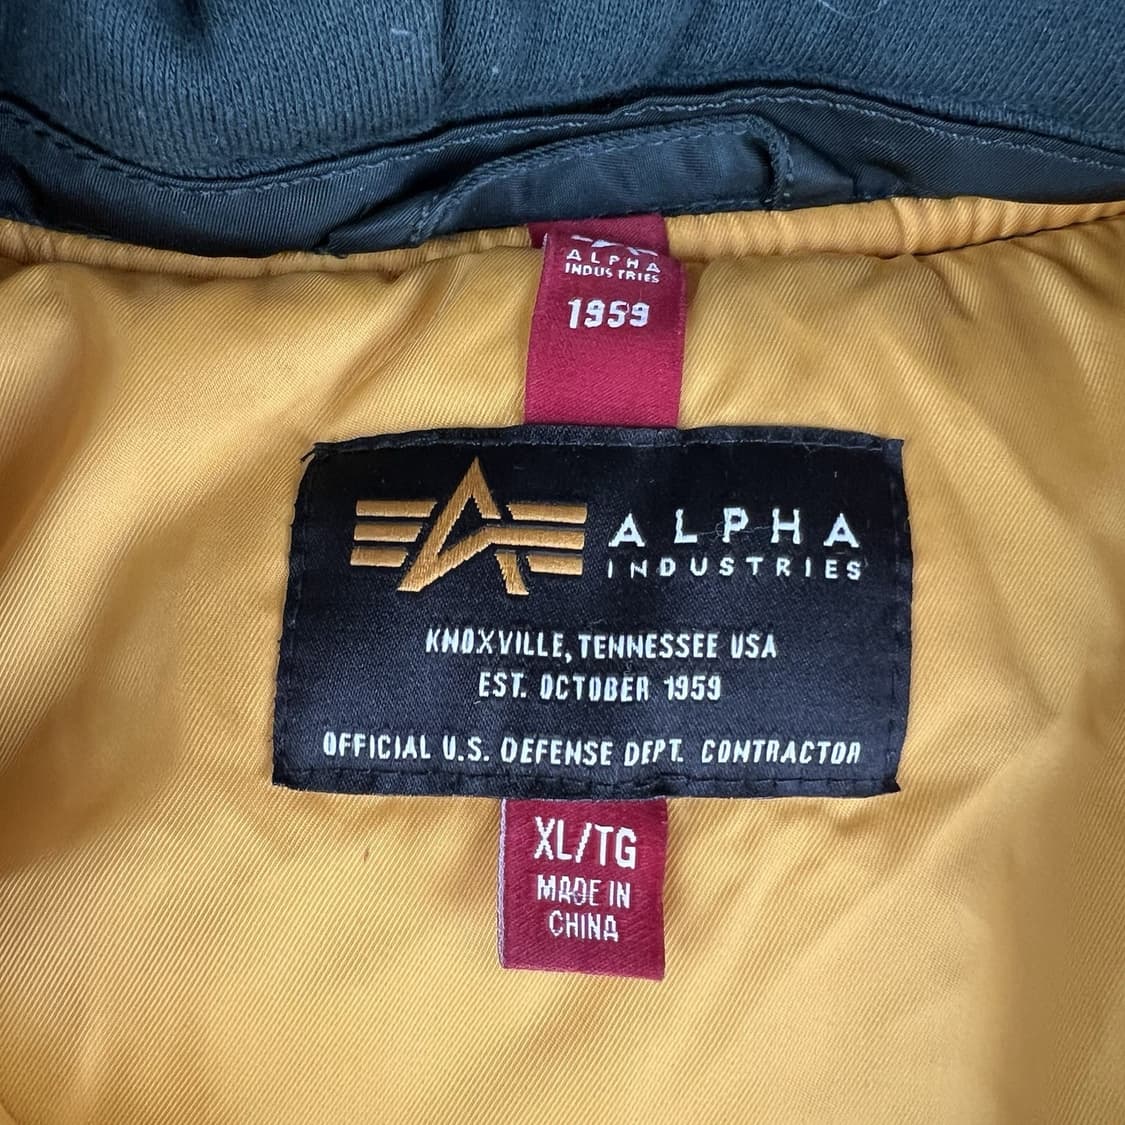 ALPHA
INDUSTRIES
1959
ALPHA
INDUSTRIES
KNOXVILLE, TENNESSEE USA
EST. OCTOBER 1959
OFFICIAL U.S. DEFENSE DEPT. CONTRACTOR
XL/TG
MADE IN
CHINA